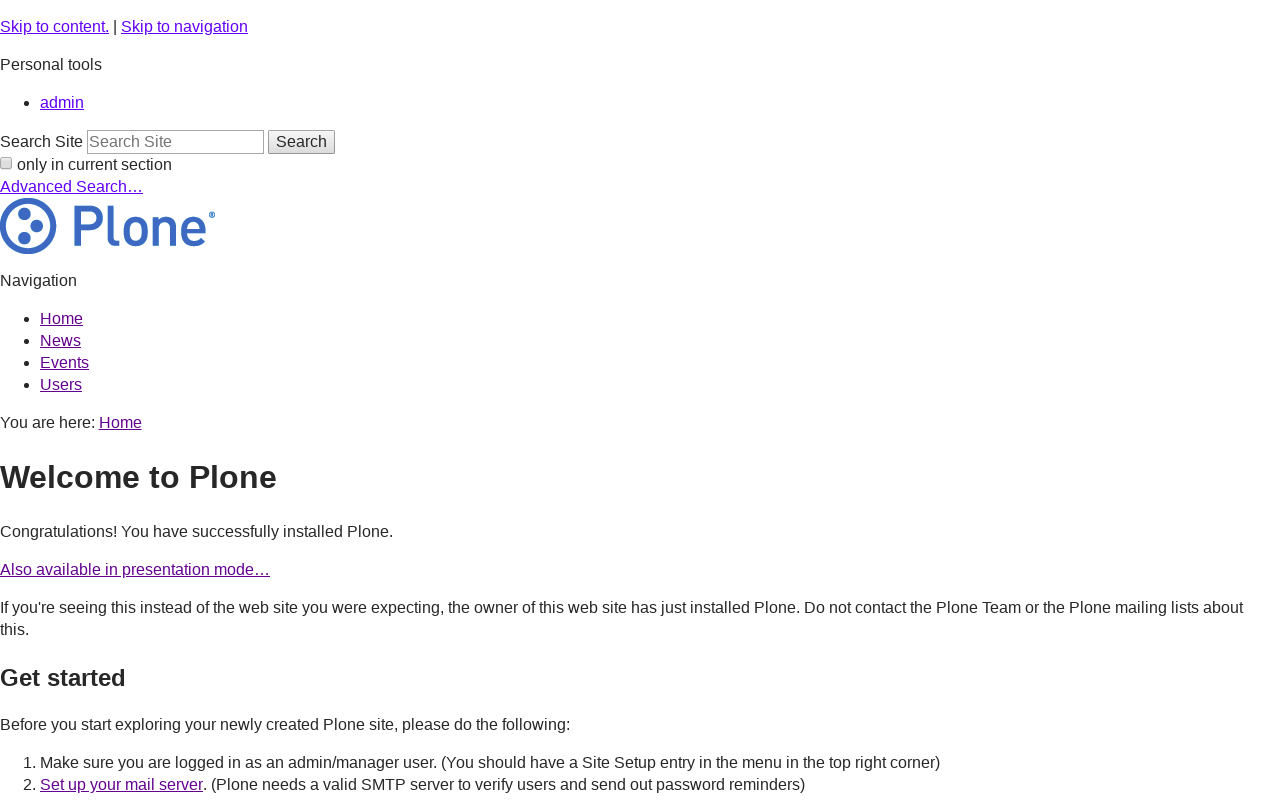 Skip to content. | Skip to navigation
Personal tools
admin
Search Site Search Site Search
only in current section
Advanced Search…
Plone®
Navigation
Home
News
Events
Users
You are here: Home
Welcome to Plone
Congratulations! You have successfully installed Plone.
Also available in presentation mode…
If you're seeing this instead of the web site you were expecting, the owner of this web site has just installed Plone. Do not contact the Plone Team or the Plone mailing lists about
this.
Get started
Before you start exploring your newly created Plone site, please do the following:
1. Make sure you are logged in as an admin/manager user. (You should have a Site Setup entry in the menu in the top right corner)
2. Set up your mail server. (Plone needs a valid SMTP server to verify users and send out password reminders)